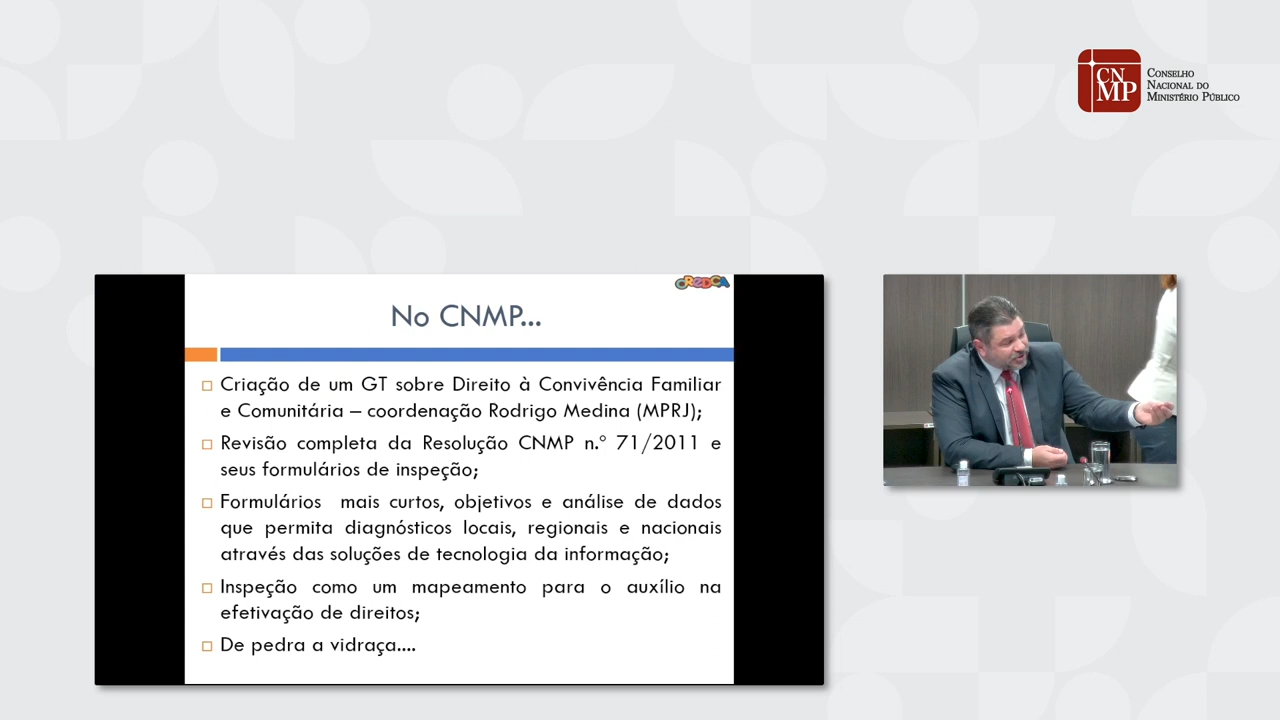 CN
MP
Conselho
Nacional do
Ministério Público
CREDCA
No CNMP...
Criação de um GT sobre Direito à Convivência Familiar
e Comunitária – coordenação Rodrigo Medina (MPRJ);
Revisão completa da Resolução CNMP n.° 71/2011 e
seus formulários de inspeção;
Formulários mais curtos, objetivos e análise de dados
que permita diagnósticos locais, regionais e nacionais
através das soluções de tecnologia da informação;
Inspeção como um mapeamento para o auxílio na
efetivação de direitos;
De pedra a vidraça....